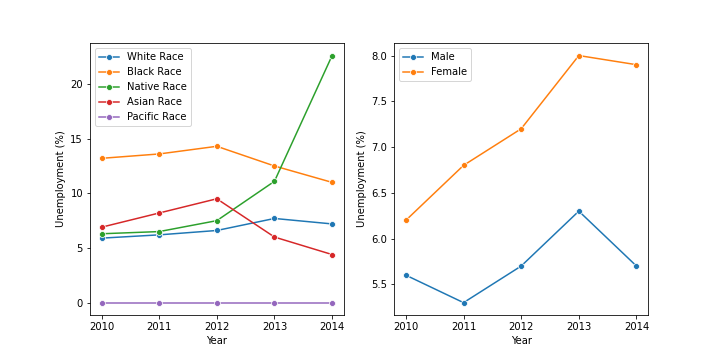 White Race
Black Race
Native Race
Asian Race
Pacific Race
20
15
10
5
0
Unemployment (%)
2010 2011 2012 2013 2014
Year
Male
Female
8.0
7.5
7.0
6.5
6.0
5.5
Unemployment (%)
2010 2011 2012 2013 2014
Year